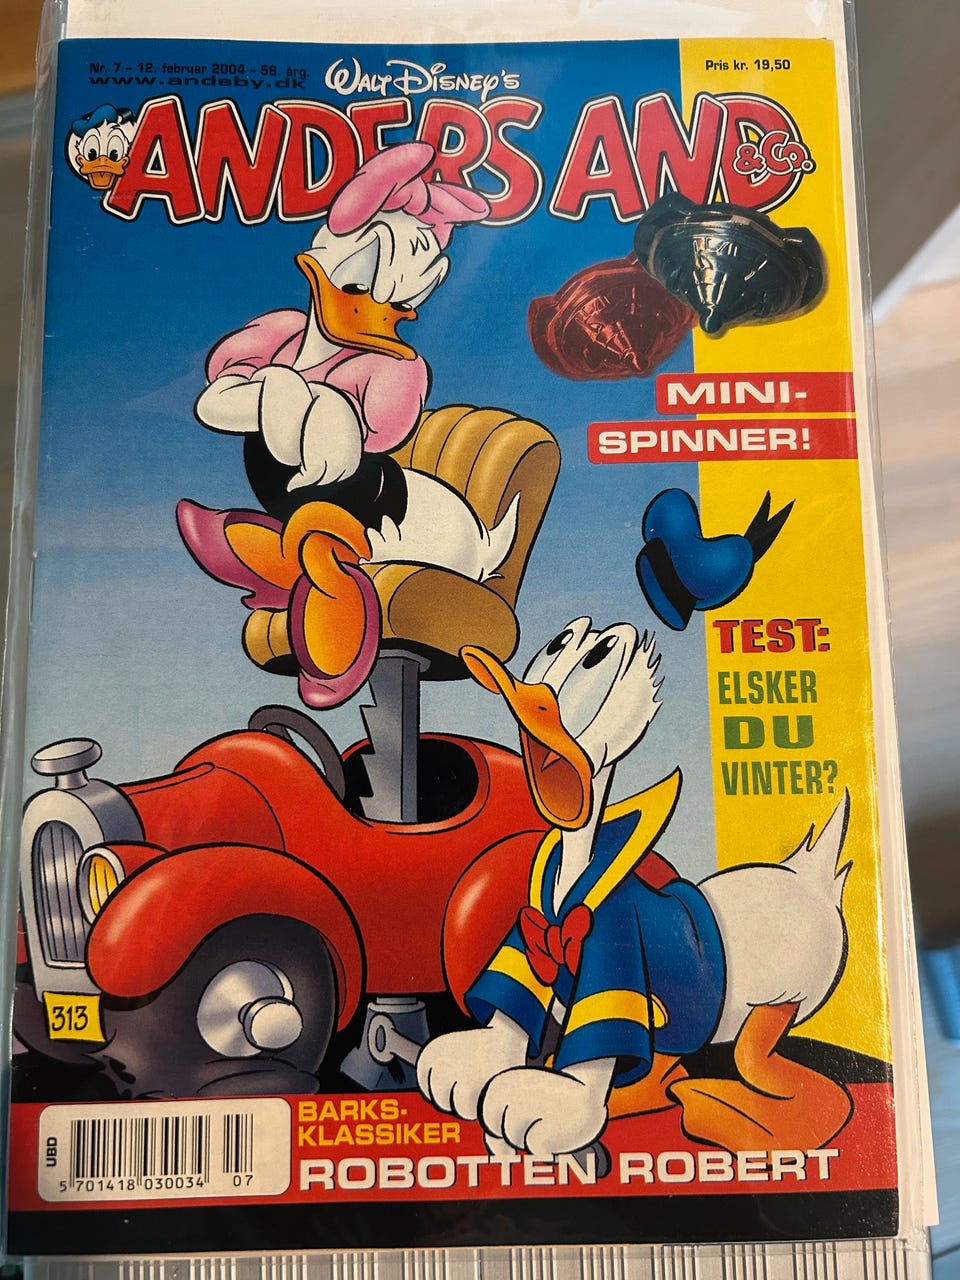 Nr. 7 - 12. februar 2004 - 56. årg.
www.andeby.dk
Walt Disney's
Pris kr. 19,50
ANDERS AND
& Co.
MINI-
SPINNER!
TEST:
ELSKER
DU
VINTER?
313
BARKS-
KLASSIKER
ROBOTTEN ROBERT
UBD
5 701418 030034 07